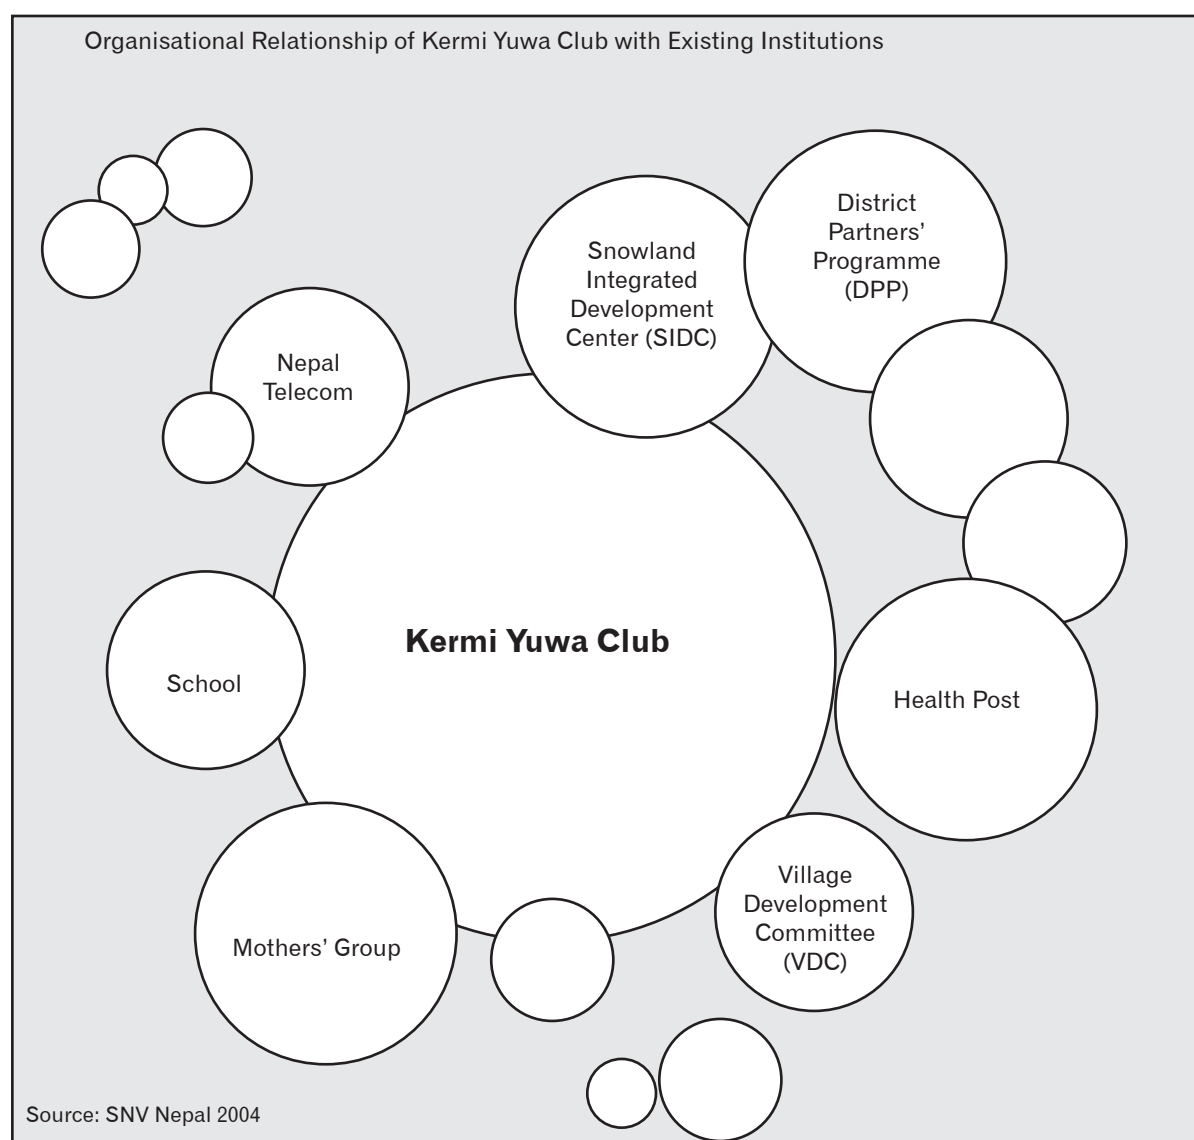 Organisational Relationship of Kermi Yuwa Club with Existing Institutions
District
Partners’
Programme
(DPP)
Snowland
Integrated
Development
Center (SIDC)
Nepal
Telecom
Kermi Yuwa Club
School
Health Post
Village
Development
Committee
(VDC)
Mothers’ Group
Source: SNV Nepal 2004